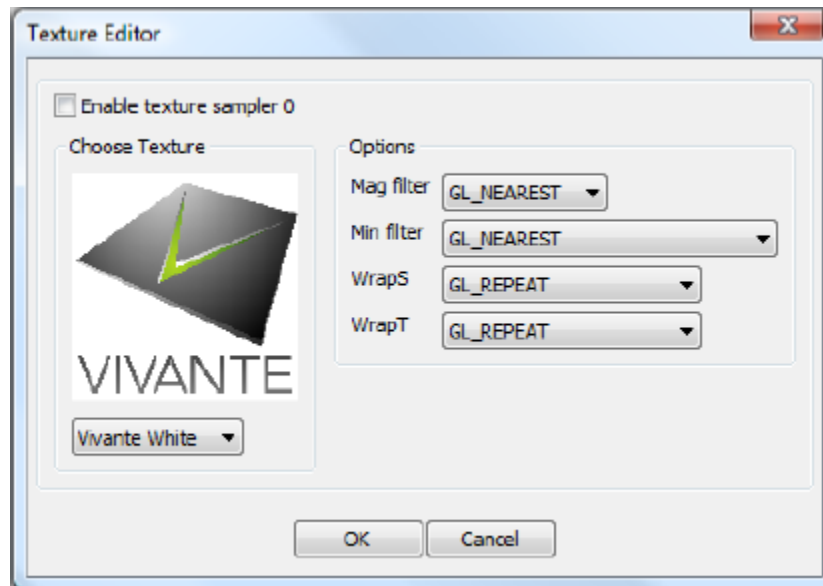 Texture Editor
Enable texture sampler 0
Choose Texture
VIVANTE
Vivante White
Options
Mag filter GL_NEAREST
Min filter GL_NEAREST
WrapS GL_REPEAT
WrapT GL_REPEAT
OK Cancel